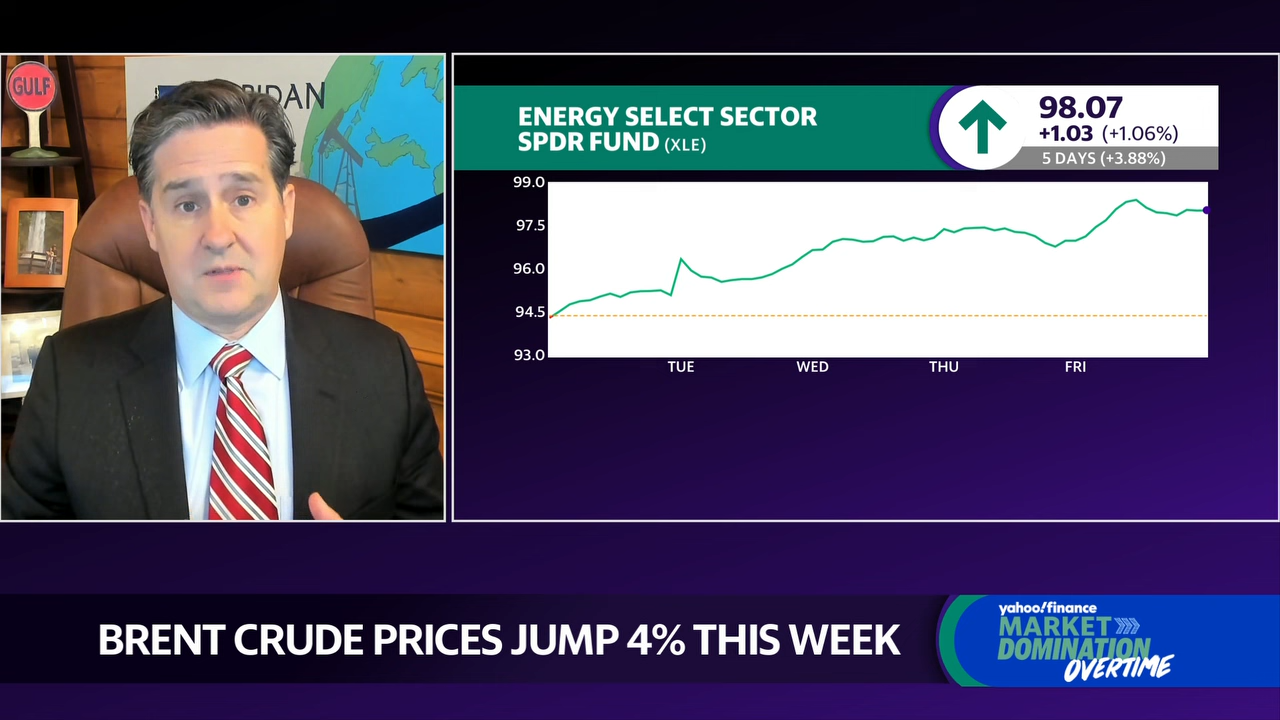 GULF
ENERGY SELECT SECTOR
SPDR FUND (XLE)
98.07
+1.03 (+1.06%)
5 DAYS (+3.88%)
99.0
97.5
96.0
94.5
93.0
TUE WED THU FRI
BRENT CRUDE PRICES JUMP 4% THIS WEEK
yahoo!finance
MARKET
DOMINATION
OVERTIME